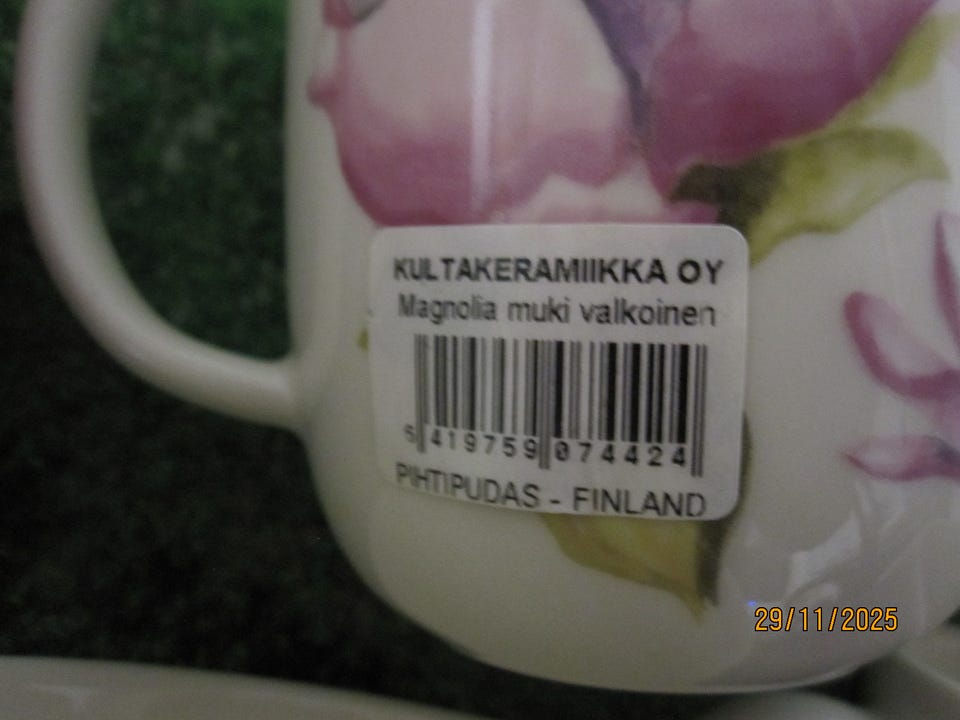 KULTAKERAMIIKKA OY
Magnolia muki valkoinen
6 419759 074424
PIHTIPUDAS - FINLAND
29/11/2025